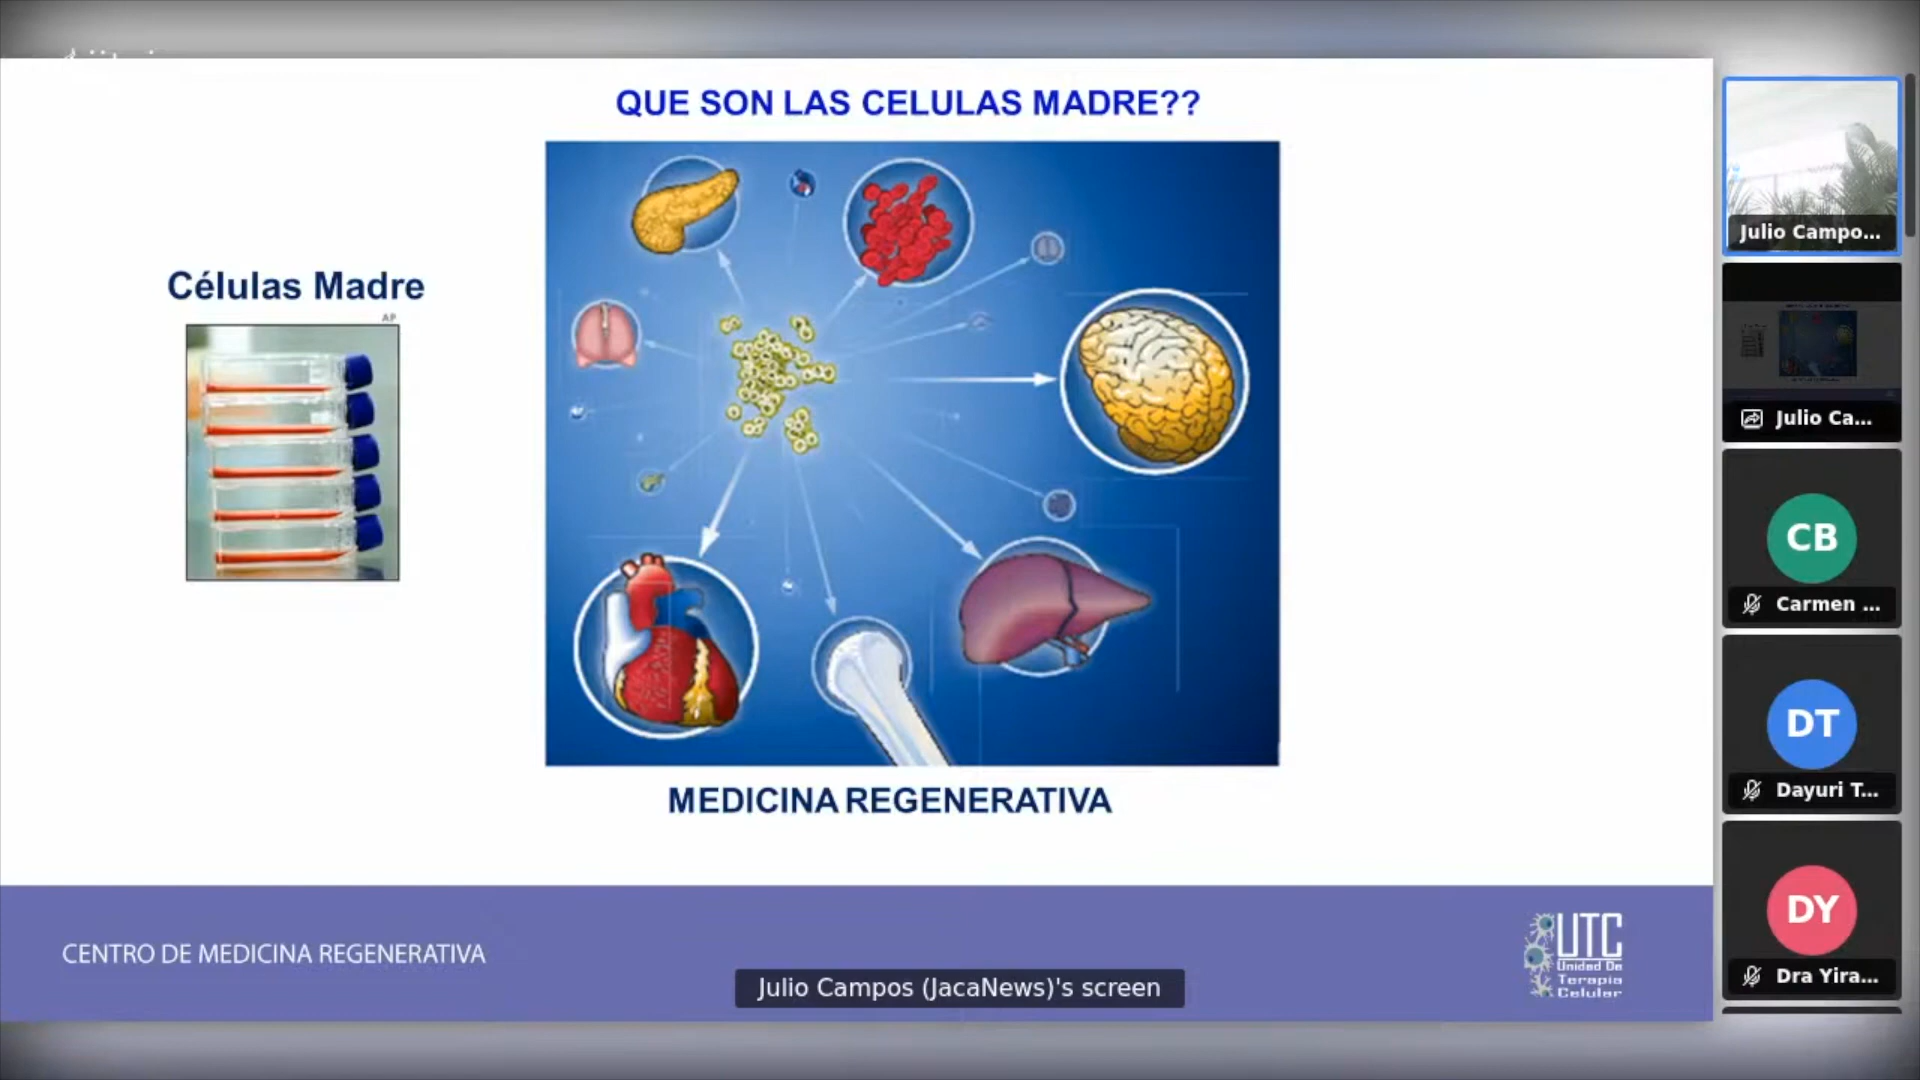 QUE SON LAS CELULAS MADRE??
Células Madre
AP
MEDICINA REGENERATIVA
CENTRO DE MEDICINA REGENERATIVA
UTC
Unidad De
Terapia
Celular
Julio Campos (JacaNews)'s screen
Julio Campo...
Julio Ca...
CB
Carmen ...
DT
Dayuri T...
DY
Dra Yira...